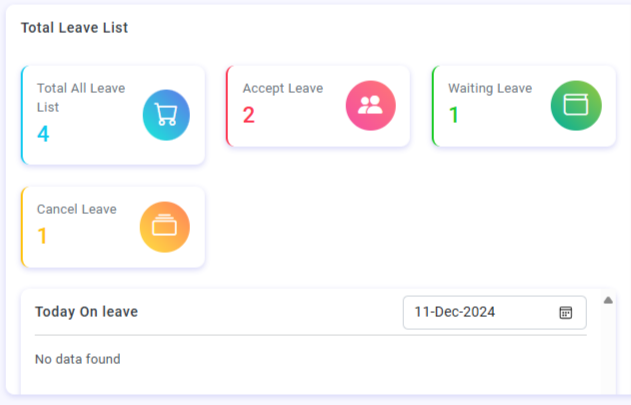 Total Leave List
Total All Leave
List
4
Accept Leave
2
Waiting Leave
1
Cancel Leave
1
Today On leave
11-Dec-2024
No data found